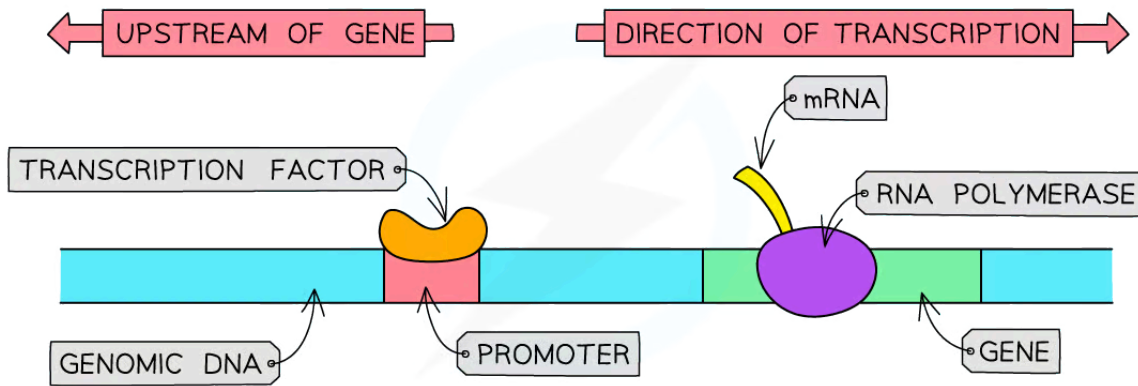 UPSTREAM OF GENE
DIRECTION OF TRANSCRIPTION
mRNA
TRANSCRIPTION FACTOR
RNA POLYMERASE
GENOMIC DNA
PROMOTER
GENE